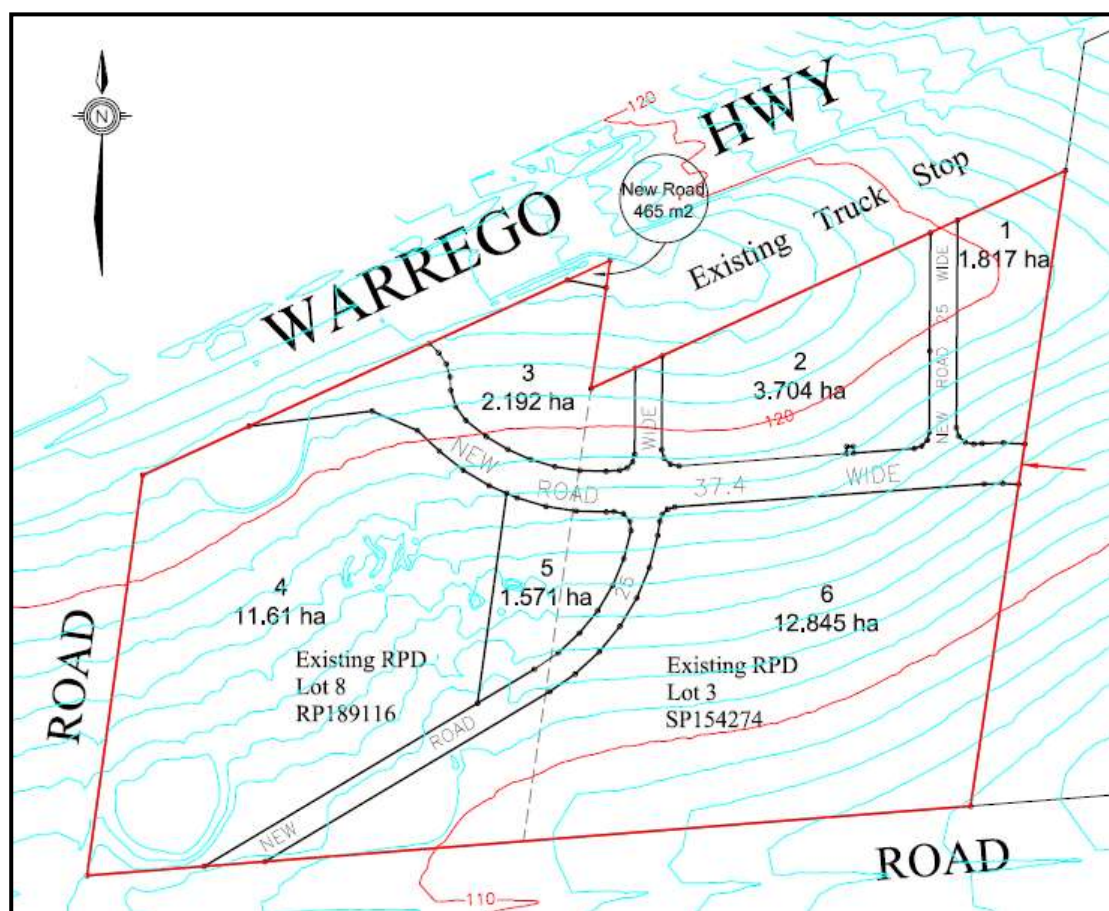 N
120
WARREGO HWY
New Road
465 m2
Existing Truck Stop
1
1.817 ha
NEW ROAD 25 WIDE
2
3.704 ha
3
2.192 ha
120
WIDE
NEW ROAD 37.4 WIDE
4
11.61 ha
5
1.571 ha
25
6
12.845 ha
Existing RPD
Lot 8
RP189116
Existing RPD
Lot 3
SP154274
ROAD
NEW ROAD
ROAD
110